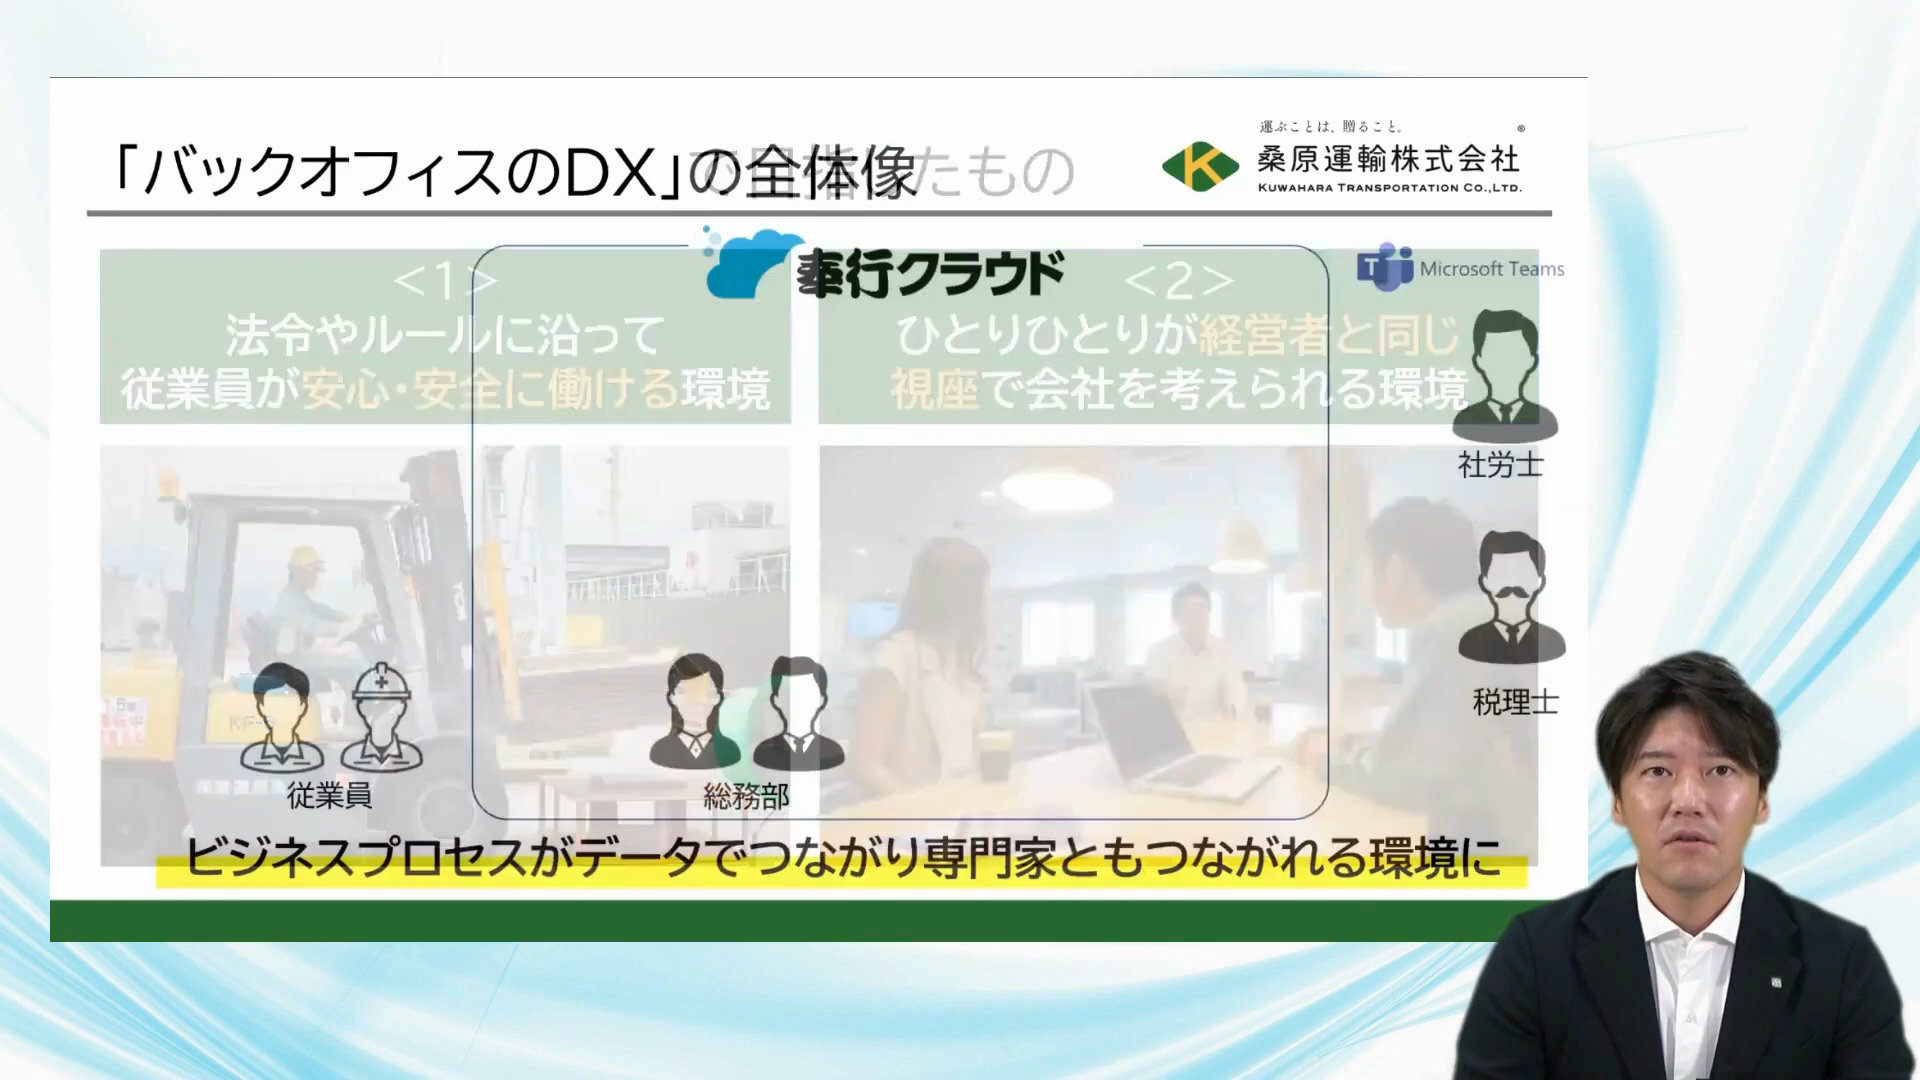 「バックオフィスのDX」の全体像
で目指したもの
運ぶことは、贈ること。
桑原運輸株式会社
KUWAHARA TRANSPORTATION CO.,LTD.
奉行クラウド
Microsoft Teams
<1>
法令やルールに沿って
従業員が安心・安全に働ける環境
<2>
ひとりひとりが経営者と同じ
視座で会社を考えられる環境
社労士
税理士
従業員
総務部
ビジネスプロセスがデータでつながり専門家ともつながれる環境に